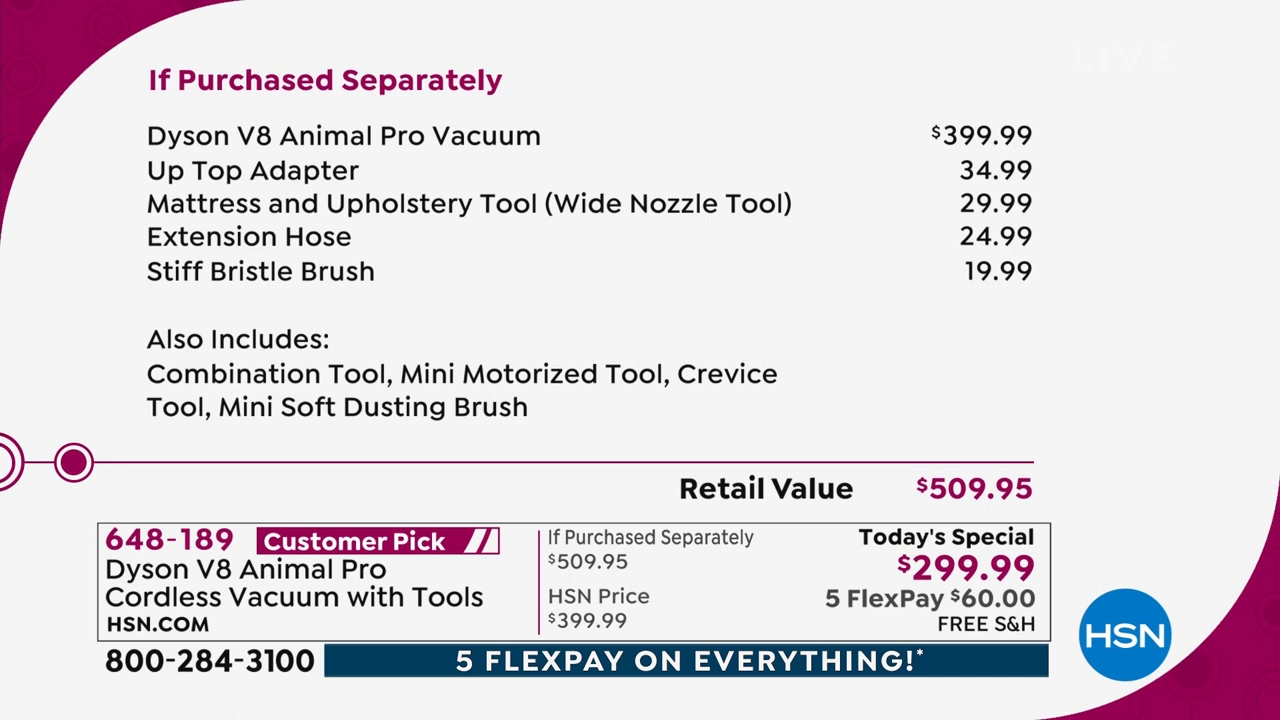 LIVE
If Purchased Separately
Dyson V8 Animal Pro Vacuum $399.99
Up Top Adapter 34.99
Mattress and Upholstery Tool (Wide Nozzle Tool) 29.99
Extension Hose 24.99
Stiff Bristle Brush 19.99
Also Includes:
Combination Tool, Mini Motorized Tool, Crevice
Tool, Mini Soft Dusting Brush
Retail Value $509.95
648-189 Customer Pick
Dyson V8 Animal Pro
Cordless Vacuum with Tools
HSN.COM
If Purchased Separately
$509.95
HSN Price
$399.99
Today's Special
$299.99
5 FlexPay $60.00
FREE S&H
HSN
800-284-3100 5 FLEXPAY ON EVERYTHING!*